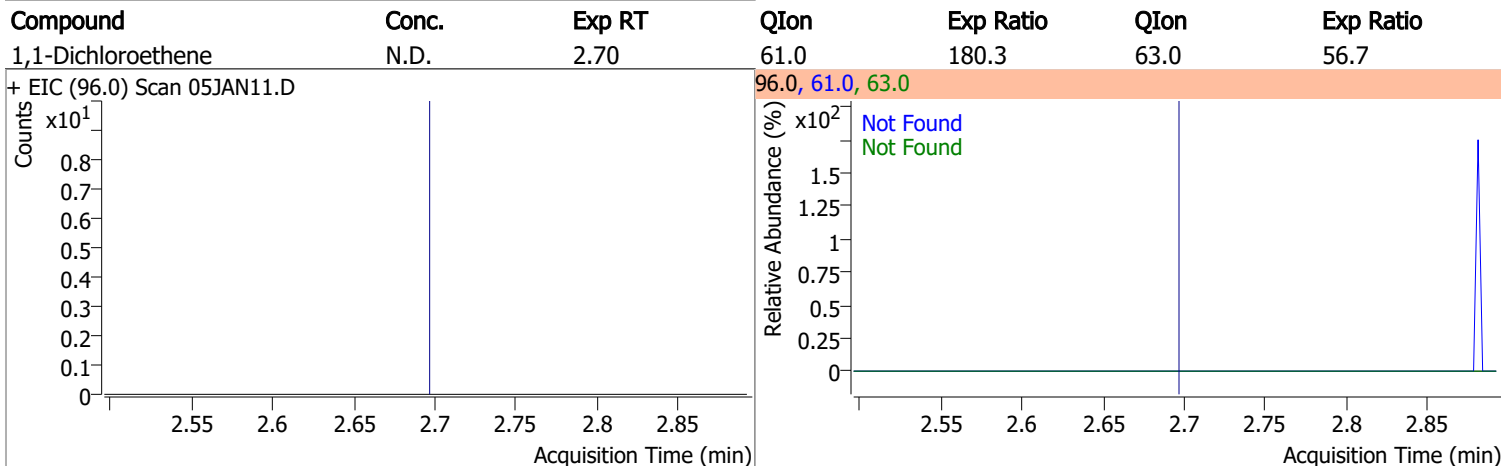 Compound Conc. Exp RT QIon Exp Ratio QIon Exp Ratio
1,1-Dichloroethene N.D. 2.70 61.0 180.3 63.0 56.7
+ EIC (96.0) Scan 05JAN11.D
Counts
x10¹
0.8
0.7
0.6
0.5
0.4
0.3
0.2
0.1
0
2.55 2.6 2.65 2.7 2.75 2.8 2.85
Acquisition Time (min)
96.0, 61.0, 63.0
Relative Abundance (%)
x10²
Not Found
Not Found
1.5
1.25
1
0.75
0.5
0.25
0
2.55 2.6 2.65 2.7 2.75 2.8 2.85
Acquisition Time (min)